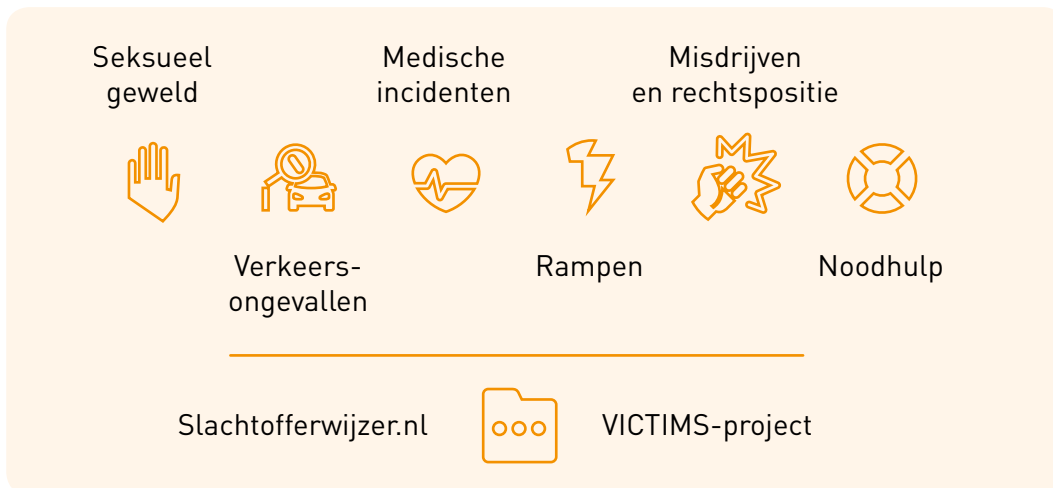 Seksueel
geweld
Medische
incidenten
Misdrijven
en rechtspositie
Verkeers-
ongevallen
Rampen
Noodhulp
Slachtofferwijzer.nl
VICTIMS-project